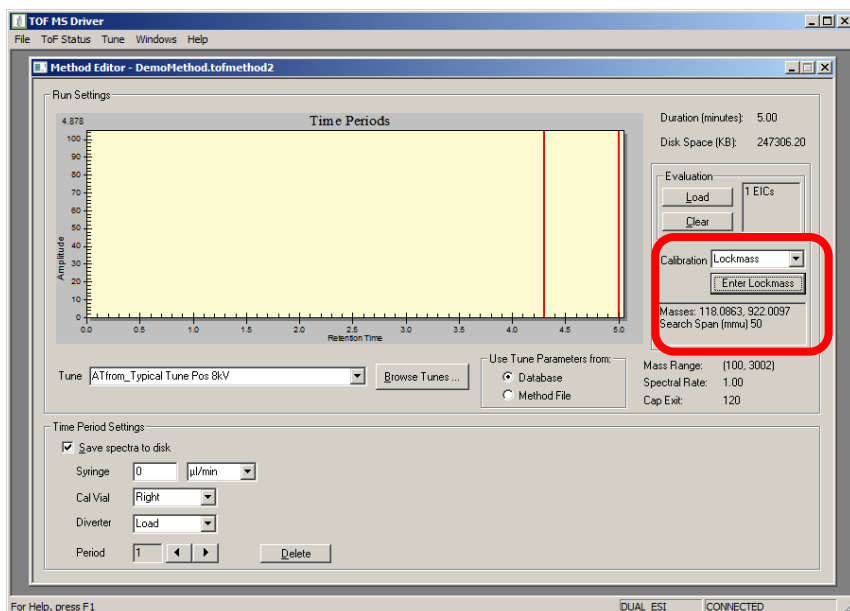 TOF MS Driver
File ToF Status Tune Windows Help
Method Editor - DemoMethod.tofmethod2
Run Settings
4.878
Time Periods
100
90
80
70
60
50
40
30
20
10
0
Amplitude
0.0 0.5 1.0 1.5 2.0 2.5 3.0 3.5 4.0 4.5 5.0
Retention Time
Duration (minutes): 5.00
Disk Space (KB): 247306.20
Evaluation
Load
1 EICs
Clear
Calibration Lockmass
Enter Lockmass
Masses: 118.0863, 922.0097
Search Span (mmu) 50
Tune ATfrom_Typical Tune Pos 8kV Browse Tunes ...
Use Tune Parameters from:
Database
Method File
Mass Range: (100, 3002)
Spectral Rate: 1.00
Cap Exit: 120
Time Period Settings
Save spectra to disk
Syringe 0 µl/min
Cal Vial Right
Diverter Load
Period 1 Delete
For Help, press F1 DUAL ESI CONNECTED